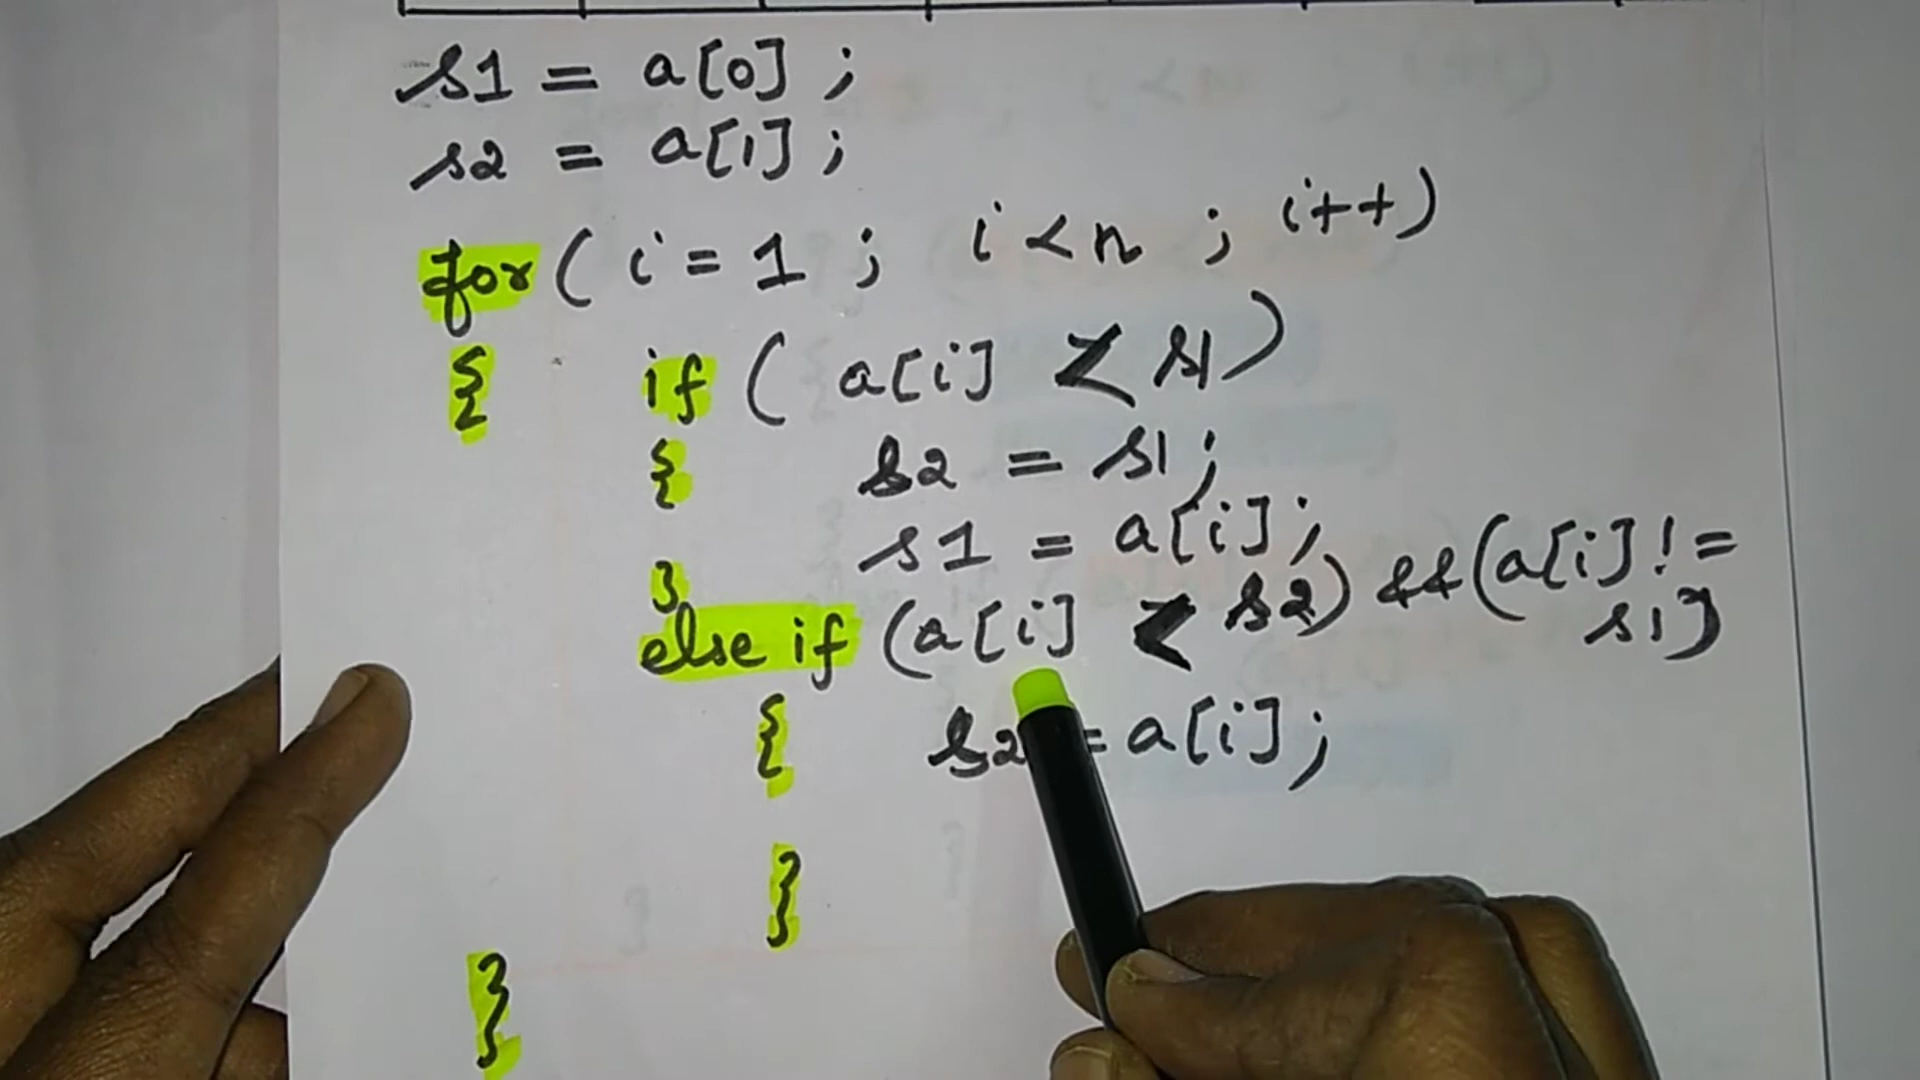 s1 = a[0] ;
s2 = a[1] ;
for ( i = 1 ; i < n ; i++)
{ if ( a[i] < s1)
{ s2 = s1;
s1 = a[i];
}
else if (a[i] < s2) && (a[i] !=
s1)
{ s2 = a[i];
}
}